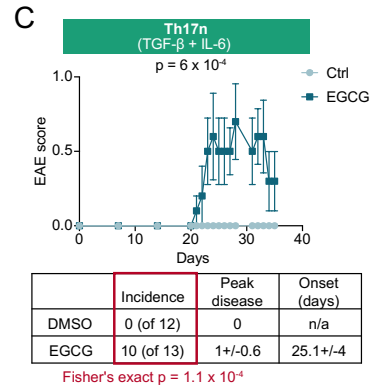 C
Th17n
(TGF-β + IL-6)
p = 6 x 10⁻⁴
Ctrl
EGCG
EAE score
1.0
0.5
0.0
0 10 20 30 40
Days
Incidence Peak disease Onset (days)
DMSO 0 (of 12) 0 n/a
EGCG 10 (of 13) 1+/-0.6 25.1+/-4
Fisher's exact p = 1.1 x 10⁻⁴